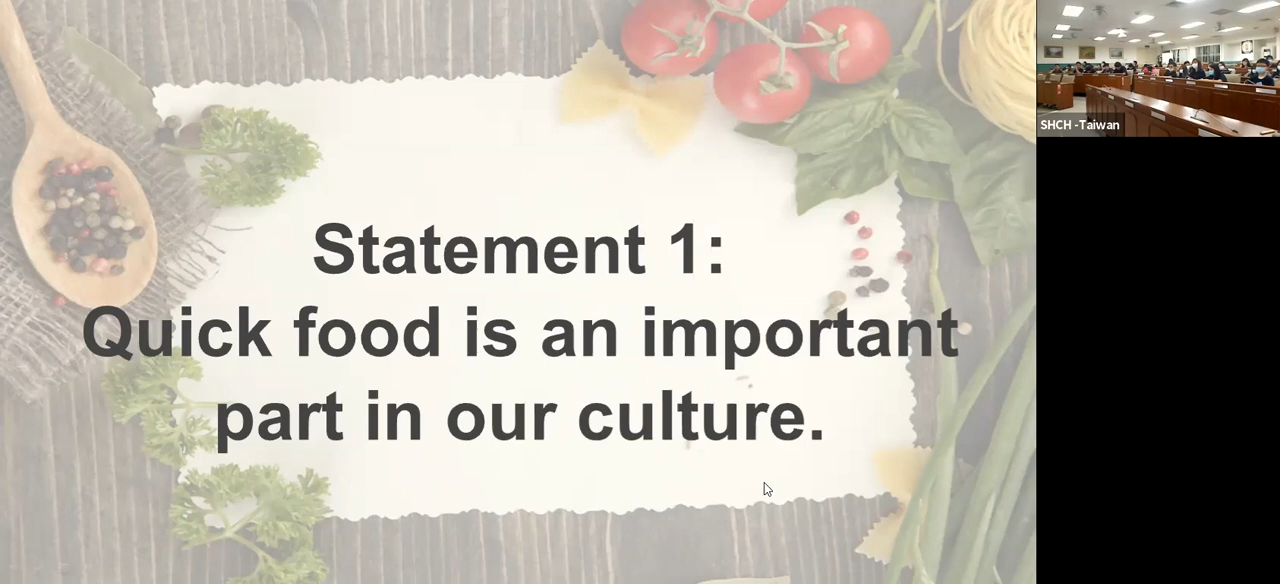 Statement 1:
Quick food is an important
part in our culture.
SHCH -Taiwan